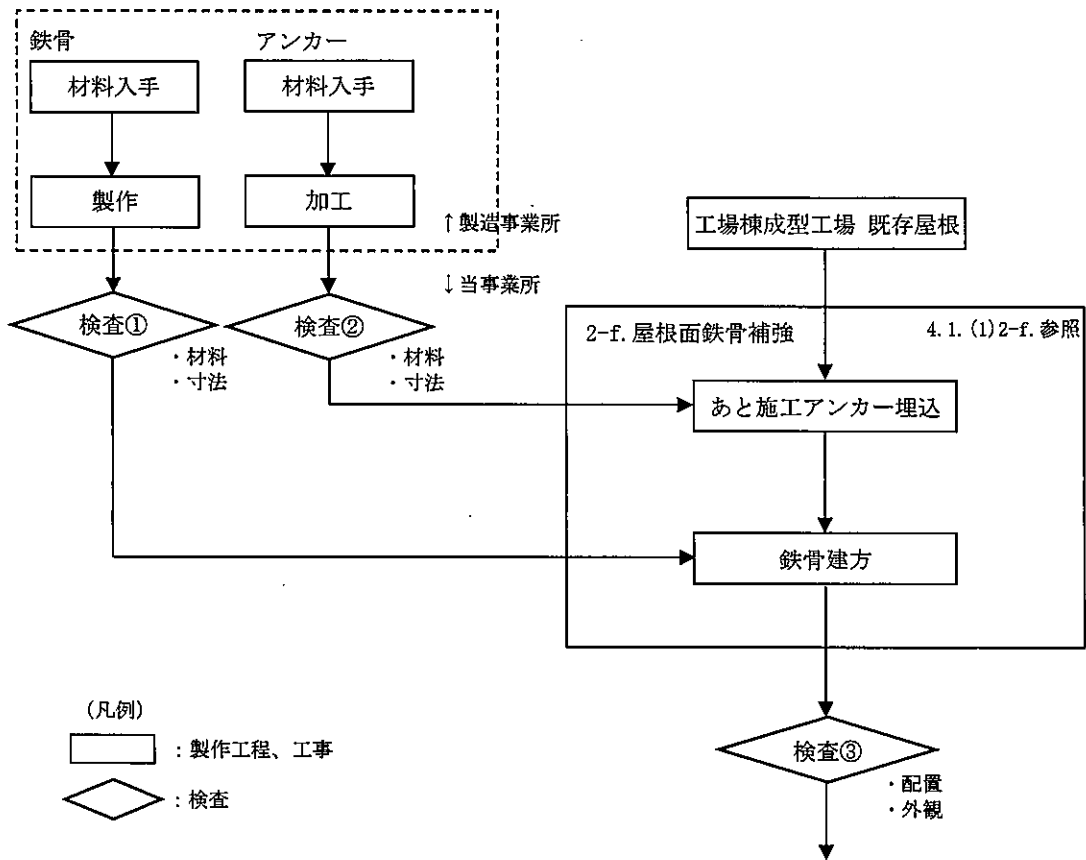 鉄骨
アンカー
材料入手
材料入手
製作
加工
↑製造事業所
↓当事業所
工場棟成型工場 既存屋根
検査①
・材料
・寸法
検査②
・材料
・寸法
2-f.屋根面鉄骨補強
4.1.(1)2-f.参照
あと施工アンカー埋込
鉄骨建方
検査③
・配置
・外観
(凡例)
：製作工程、工事
：検査